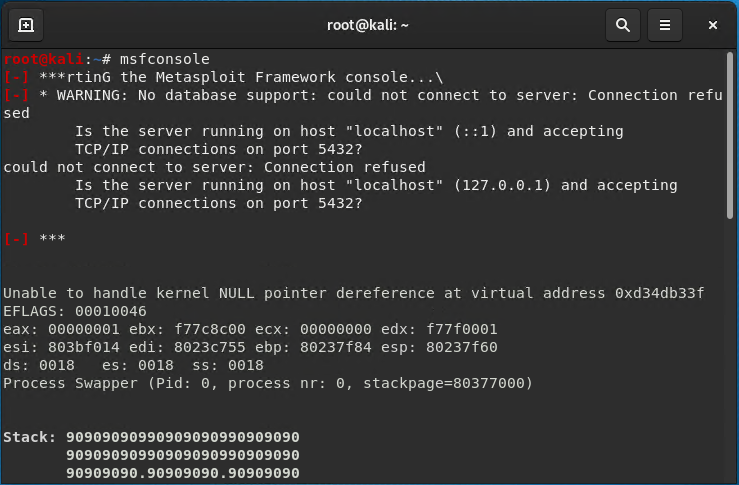 root@kali: ~
root@kali:~# msfconsole
[-] ***rtinG the Metasploit Framework console...\
[-] * WARNING: No database support: could not connect to server: Connection refu
sed
        Is the server running on host "localhost" (::1) and accepting
        TCP/IP connections on port 5432?
could not connect to server: Connection refused
        Is the server running on host "localhost" (127.0.0.1) and accepting
        TCP/IP connections on port 5432?
[-] ***
Unable to handle kernel NULL pointer dereference at virtual address 0xd34db33f
EFLAGS: 00010046
eax: 00000001 ebx: f77c8c00 ecx: 00000000 edx: f77f0001
esi: 803bf014 edi: 8023c755 ebp: 80237f84 esp: 80237f60
ds: 0018   es: 0018  ss: 0018
Process Swapper (Pid: 0, process nr: 0, stackpage=80377000)
Stack: 90909090990909090990909090
       90909090990909090990909090
       90909090.90909090.90909090